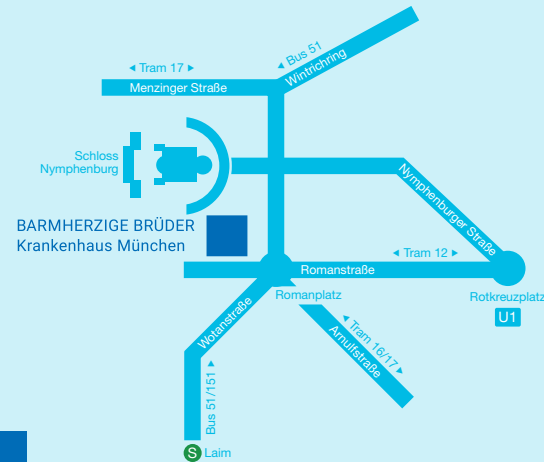 ◄ Bus 51
Wintrichring
◄ Tram 17 ►
Menzinger Straße
Schloss
Nymphenburg
Nymphenburger Straße
BARMHERZIGE BRÜDER
Krankenhaus München
◄ Tram 12 ►
Romanstraße
Romanplatz
Rotkreuzplatz
U1
Wotanstraße
◄ Tram 16/17 ►
Arnulfstraße
Bus 51/151 ►
S Laim